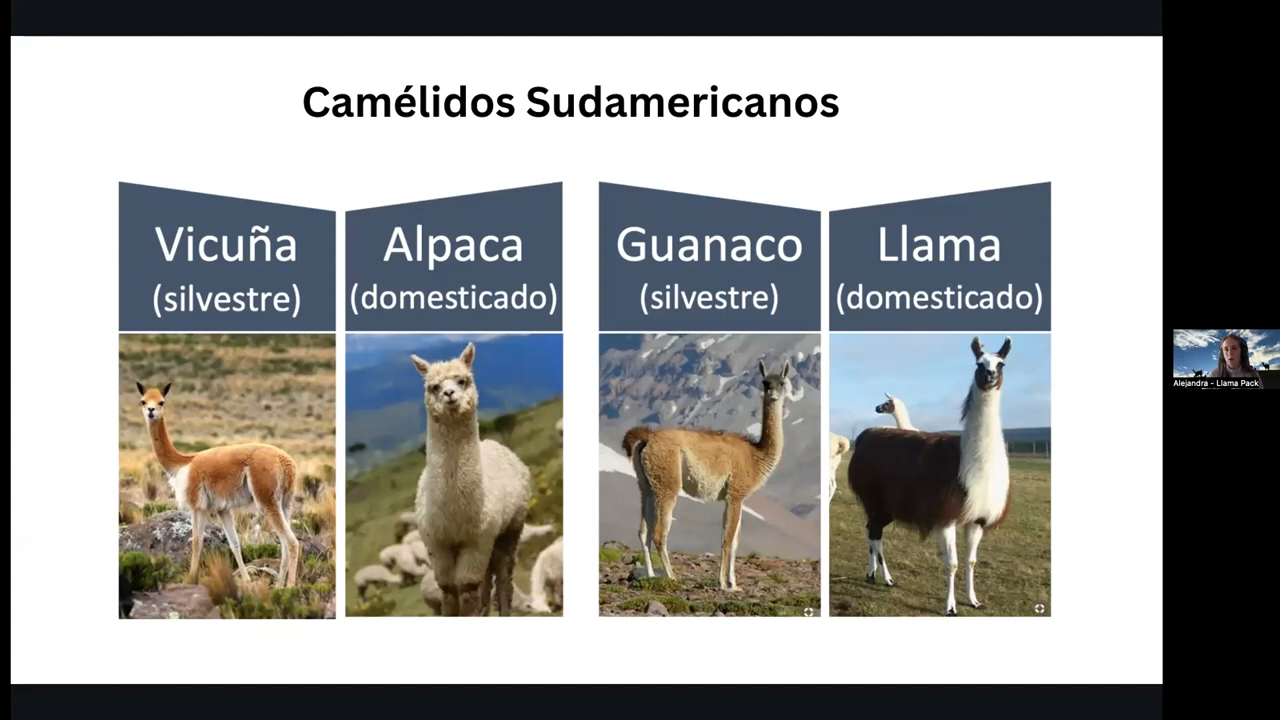 Camélidos Sudamericanos
Vicuña
(silvestre)
Alpaca
(domesticado)
Guanaco
(silvestre)
Llama
(domesticado)
Alejandra - Llama Pack